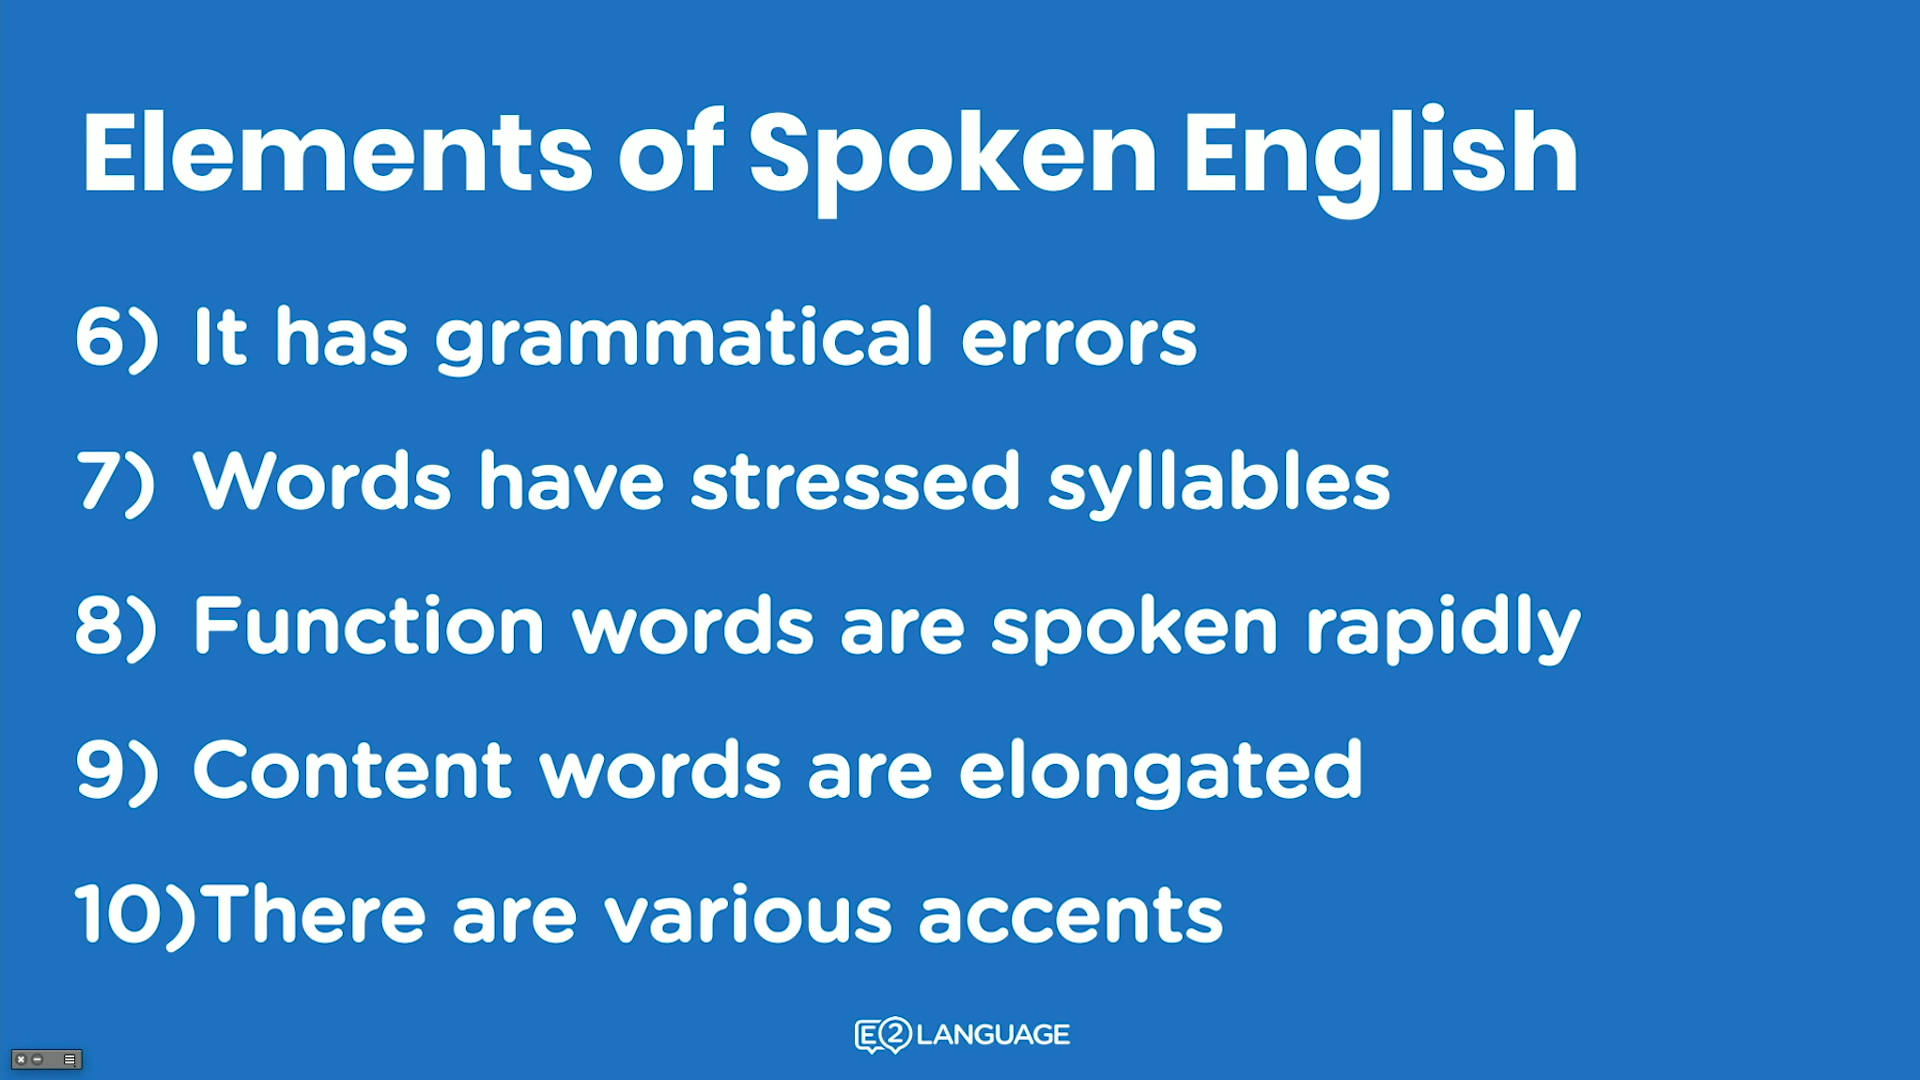 Elements of Spoken English
6) It has grammatical errors
7) Words have stressed syllables
8) Function words are spoken rapidly
9) Content words are elongated
10)There are various accents
E2 LANGUAGE